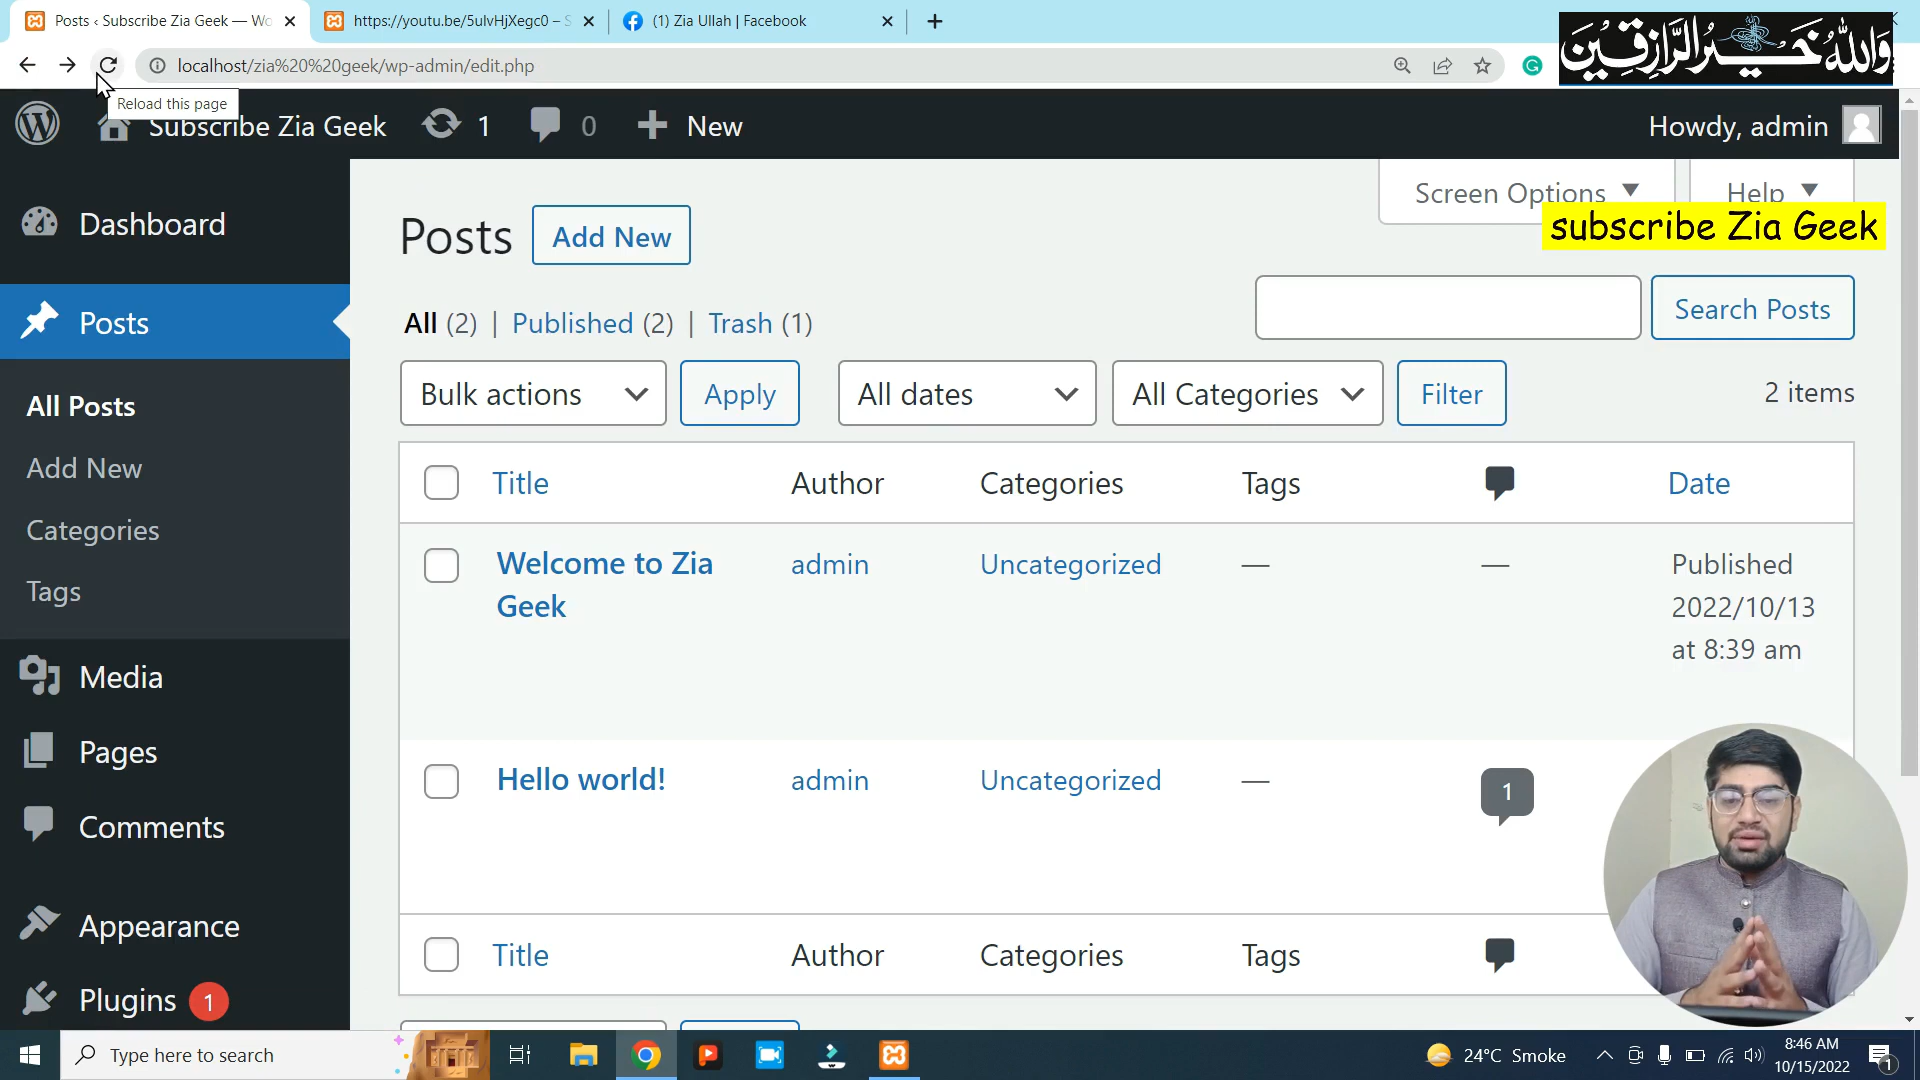 Posts ‹ Subscribe Zia Geek — Wo
https://youtu.be/5ulvHjXegc0 – S
(1) Zia Ullah | Facebook
localhost/zia%20%20geek/wp-admin/edit.php
وَاللّٰهُ خَيْرُ الرَّازِقِيْنَ
Reload this page
Subscribe Zia Geek
1
0
New
Howdy, admin
Screen Options
Help
subscribe Zia Geek
Dashboard
Posts
All Posts
Add New
Categories
Tags
Media
Pages
Comments
Appearance
Plugins 1
Posts
Add New
All (2) | Published (2) | Trash (1)
Search Posts
Bulk actions
Apply
All dates
All Categories
Filter
2 items
Title Author Categories Tags Date
Welcome to Zia
Geek
admin
Uncategorized
—
—
Published
2022/10/13
at 8:39 am
Hello world!
admin
Uncategorized
—
1
Title Author Categories Tags
Type here to search
24°C Smoke
8:46 AM
10/15/2022
1